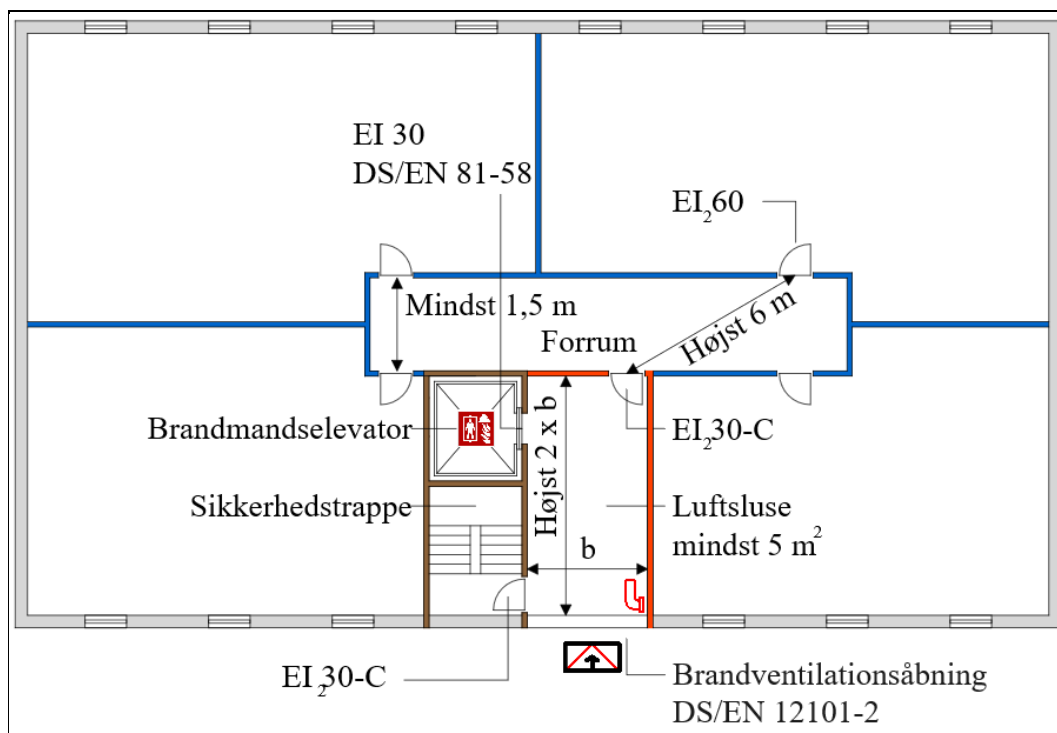 EI 30
DS/EN 81-58
EI₂60
Mindst 1,5 m
Højst 6 m
Forrum
Brandmandselevator
Højst 2 x b
EI₂30-C
Sikkerhedstrappe
Luftsluse
mindst 5 m²
b
EI₂30-C
Brandventilationsåbning
DS/EN 12101-2